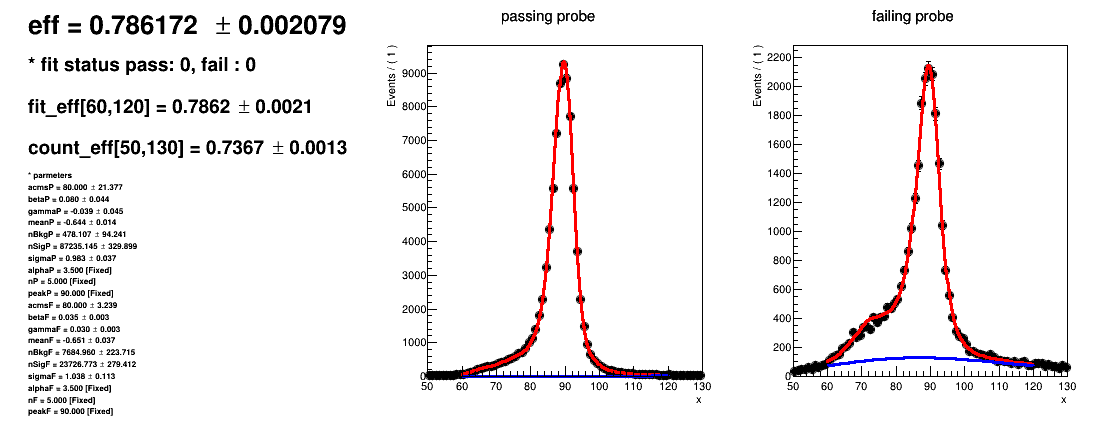 eff = 0.786172 ± 0.002079
* fit status pass: 0, fail : 0
fit_eff[60,120] = 0.7862 ± 0.0021
count_eff[50,130] = 0.7367 ± 0.0013
* parmeters
acmsP = 80.000 ± 21.377
betaP = 0.080 ± 0.044
gammaP = -0.039 ± 0.045
meanP = -0.644 ± 0.014
nBkgP = 478.107 ± 94.241
nSigP = 87235.145 ± 329.899
sigmaP = 0.983 ± 0.037
alphaP = 3.500 [Fixed]
nP = 5.000 [Fixed]
peakP = 90.000 [Fixed]
acmsF = 80.000 ± 3.239
betaF = 0.035 ± 0.003
gammaF = 0.030 ± 0.003
meanF = -0.651 ± 0.037
nBkgF = 7684.960 ± 223.715
nSigF = 23726.773 ± 279.412
sigmaF = 1.038 ± 0.113
alphaF = 3.500 [Fixed]
nF = 5.000 [Fixed]
peakF = 90.000 [Fixed]
passing probe
Events / ( 1 )
9000
8000
7000
6000
5000
4000
3000
2000
1000
0
50 60 70 80 90 100 110 120 130
x
failing probe
Events / ( 1 )
2200
2000
1800
1600
1400
1200
1000
800
600
400
200
0
50 60 70 80 90 100 110 120 130
x